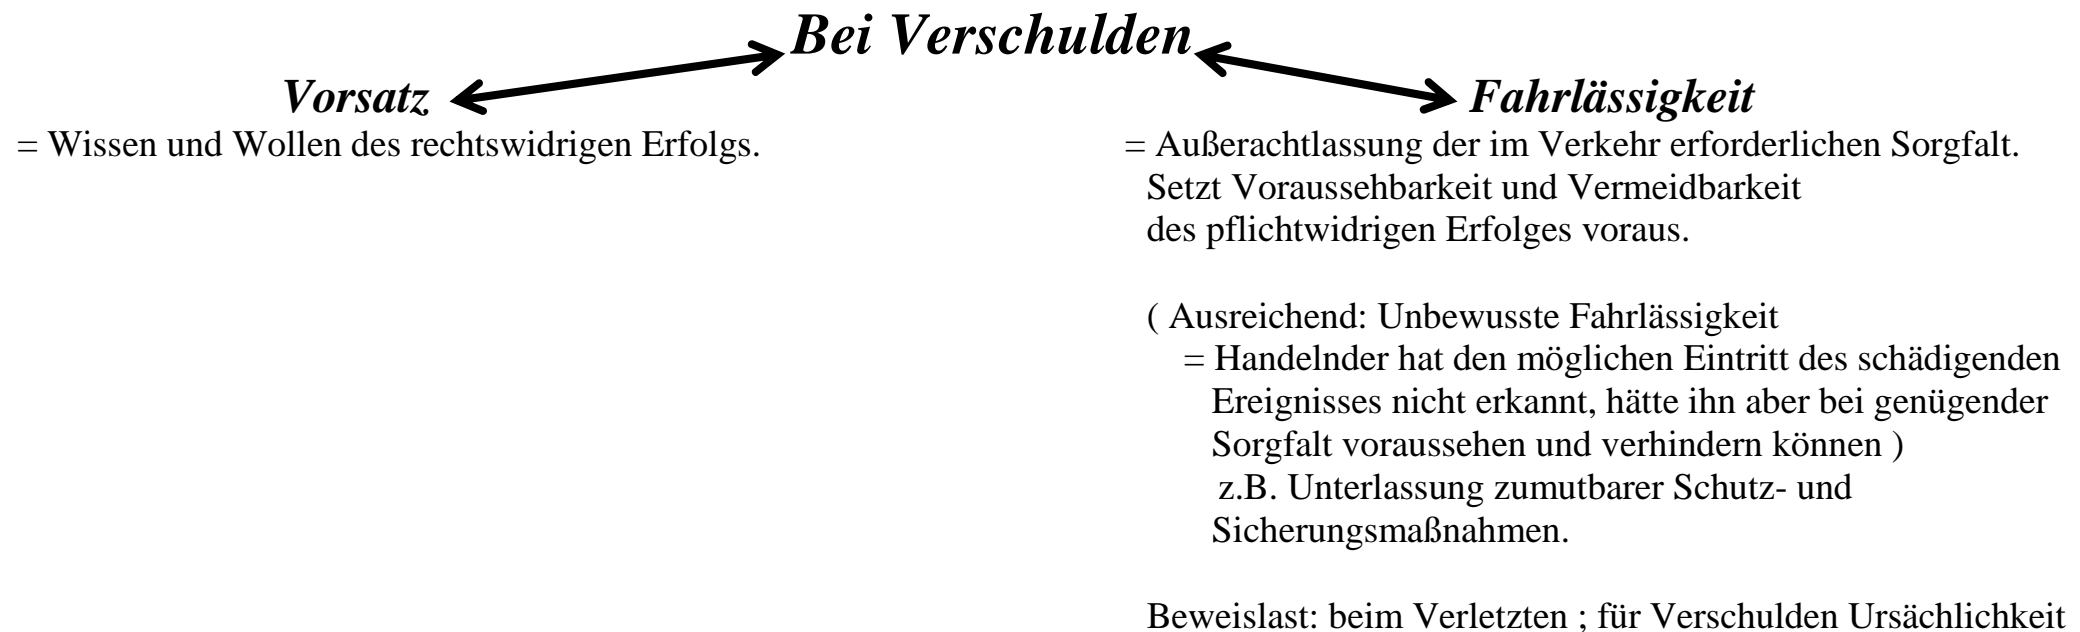 Bei Verschulden
Vorsatz
= Wissen und Wollen des rechtswidrigen Erfolgs.
Fahrlässigkeit
= Außerachtlassung der im Verkehr erforderlichen Sorgfalt.
Setzt Voraussehbarkeit und Vermeidbarkeit
des pflichtwidrigen Erfolges voraus.
( Ausreichend: Unbewusste Fahrlässigkeit
= Handelnder hat den möglichen Eintritt des schädigenden
Ereignisses nicht erkannt, hätte ihn aber bei genügender
Sorgfalt voraussehen und verhindern können )
z.B. Unterlassung zumutbarer Schutz- und
Sicherungsmaßnahmen.
Beweislast: beim Verletzten ; für Verschulden Ursächlichkeit